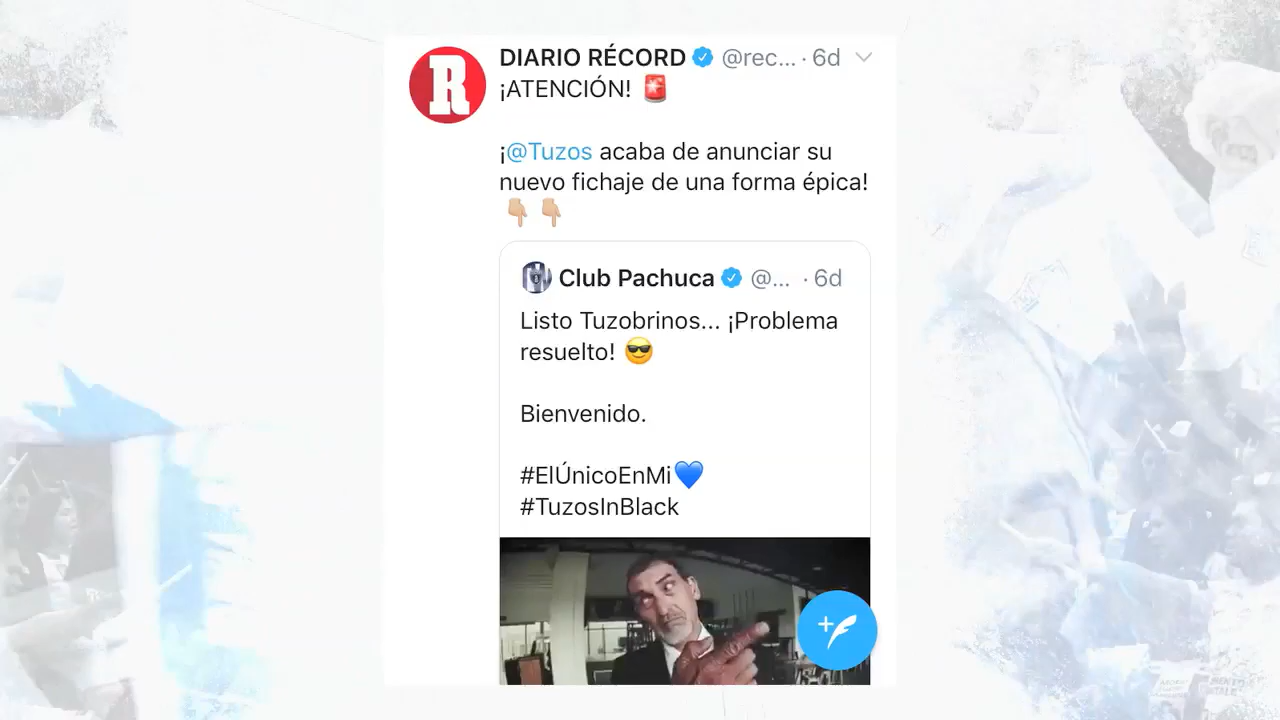 R
DIARIO RÉCORD @rec... · 6d
¡ATENCIÓN! 🚨
¡@Tuzos acaba de anunciar su
nuevo fichaje de una forma épica!
👇🏼 👇🏼
Club Pachuca @... · 6d
Listo Tuzobrinos... ¡Problema
resuelto! 😎
Bienvenido.
#ElÚnicoEnMi💙
#TuzosInBlack